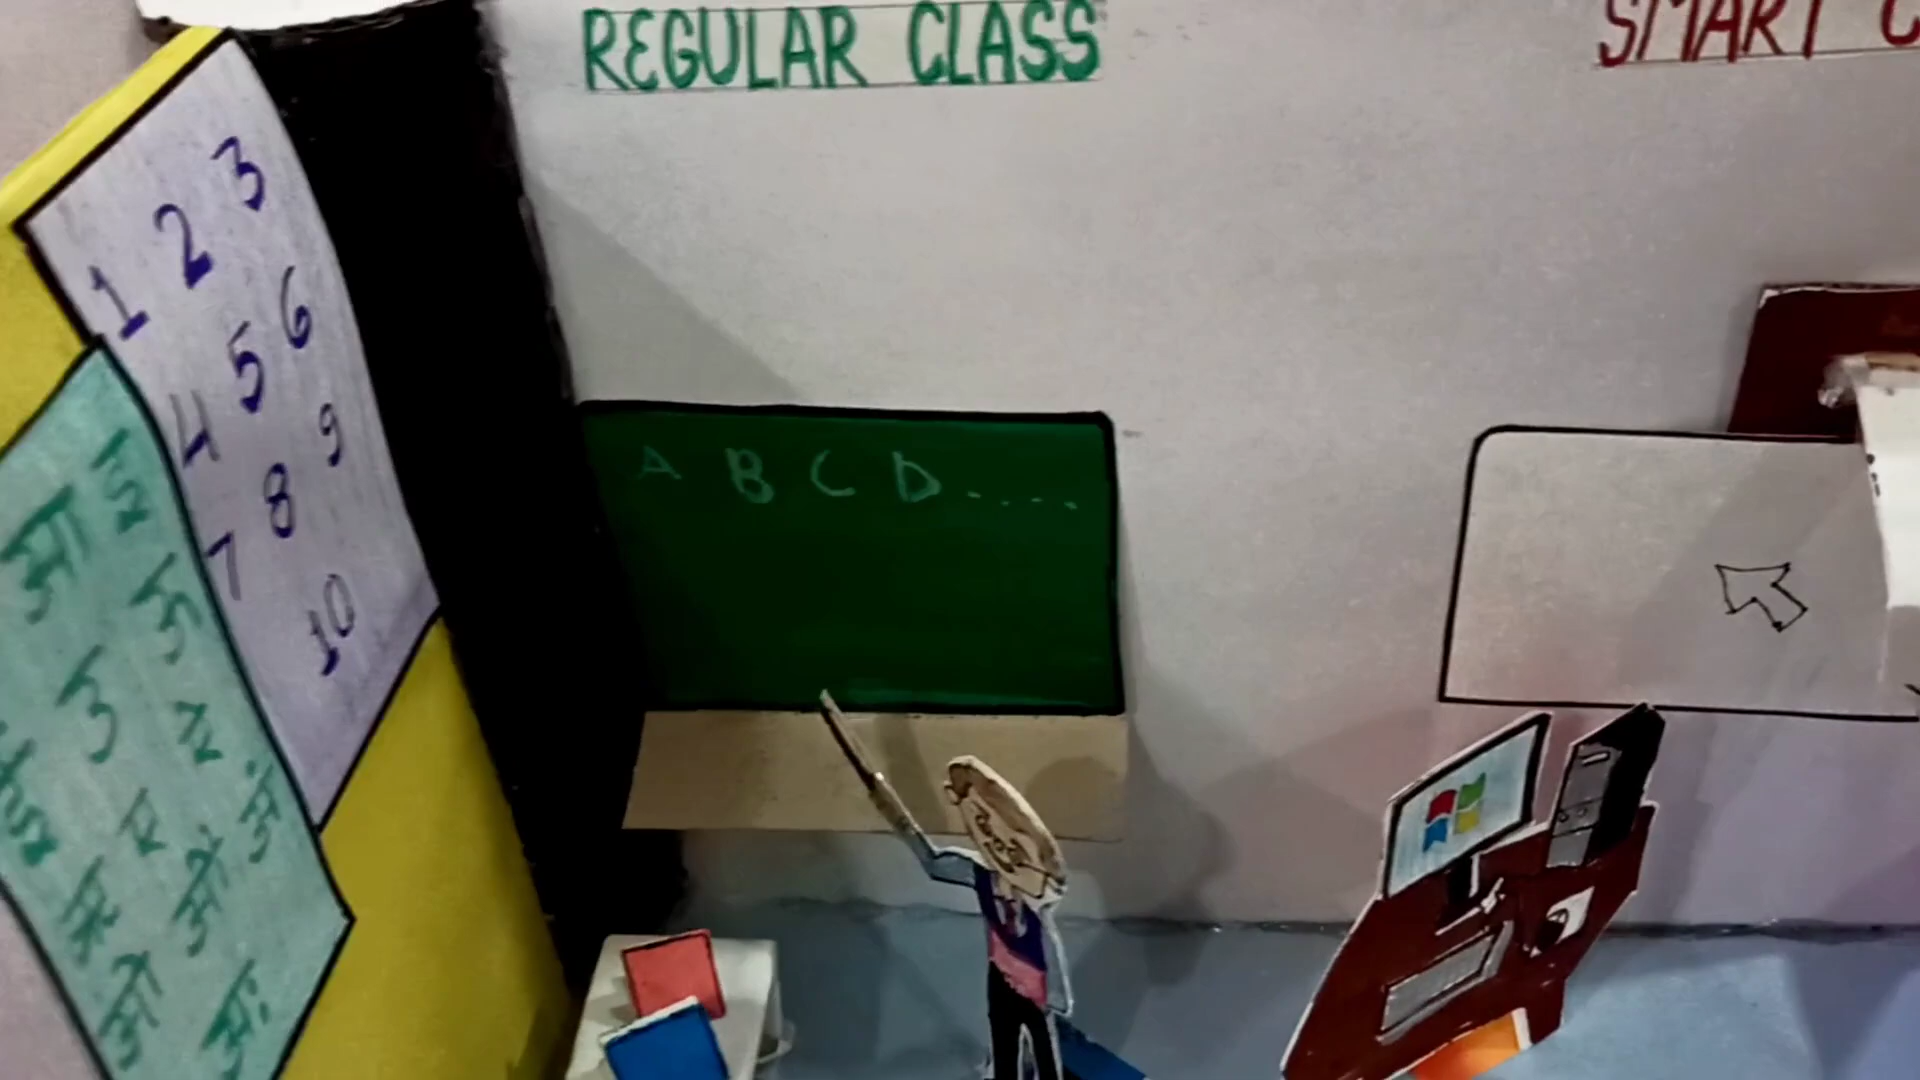 REGULAR CLASS
SMART C
1 2 3
4 5 6
7 8 9
10
A B C D.....
अ आ
इ ई
उ ऊ
ए ऐ
ओ औ
अं अः